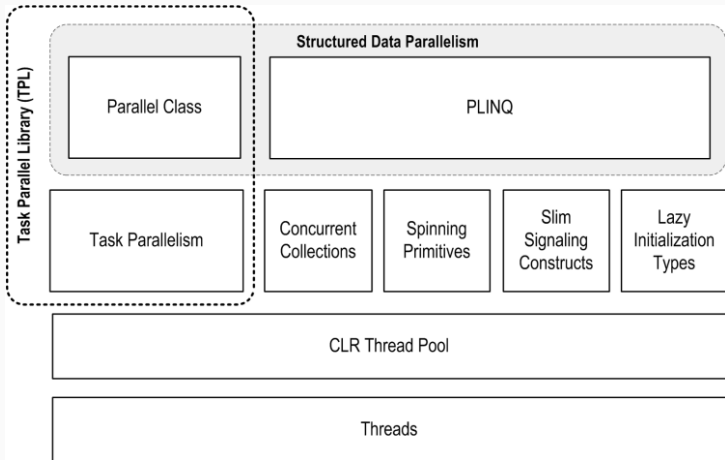 Task Parallel Library (TPL)
Structured Data Parallelism
Parallel Class
PLINQ
Task Parallelism
Concurrent
Collections
Spinning
Primitives
Slim
Signaling
Constructs
Lazy
Initialization
Types
CLR Thread Pool
Threads